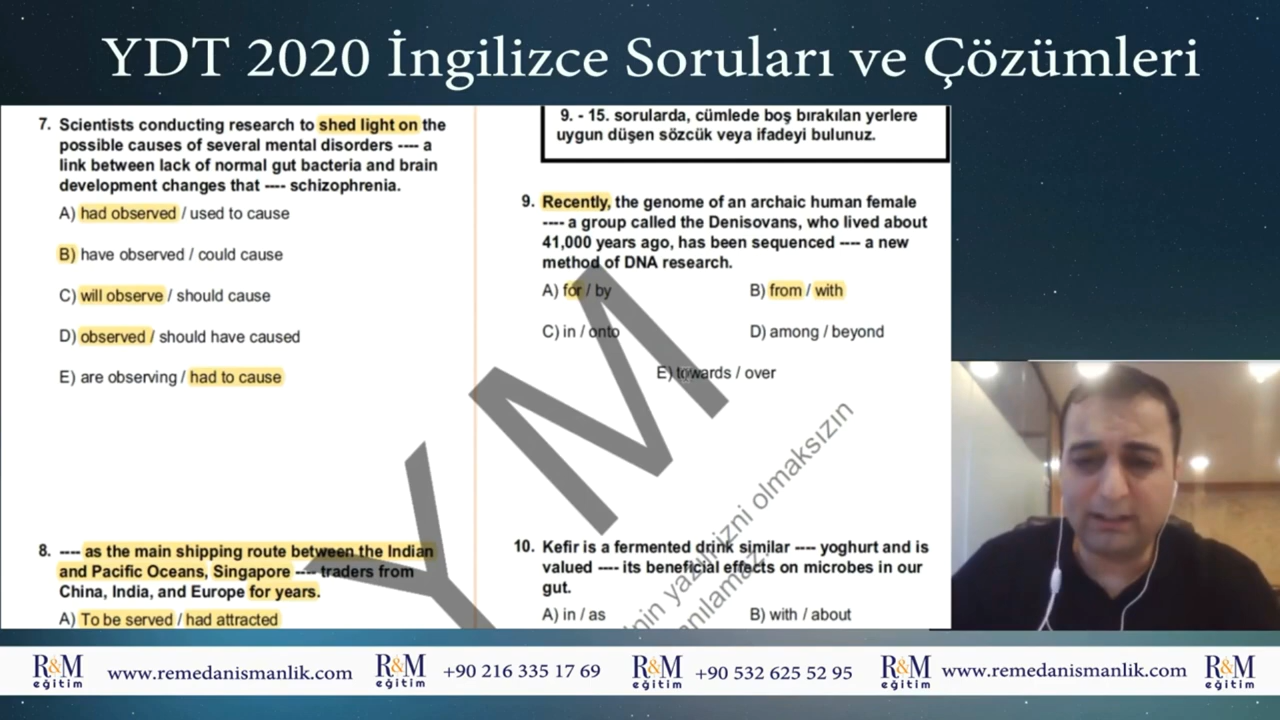 YDT 2020 İngilizce Soruları ve Çözümleri
7. Scientists conducting research to shed light on the
possible causes of several mental disorders ---- a
link between lack of normal gut bacteria and brain
development changes that ---- schizophrenia.
A) had observed / used to cause
B) have observed / could cause
C) will observe / should cause
D) observed / should have caused
E) are observing / had to cause
8. ---- as the main shipping route between the Indian
and Pacific Oceans, Singapore ---- traders from
China, India, and Europe for years.
A) To be served / had attracted
9. - 15. sorularda, cümlede boş bırakılan yerlere
uygun düşen sözcük veya ifadeyi bulunuz.
9. Recently, the genome of an archaic human female
---- a group called the Denisovans, who lived about
41,000 years ago, has been sequenced ---- a new
method of DNA research.
A) for / by
B) from / with
C) in / onto
D) among / beyond
E) towards / over
10. Kefir is a fermented drink similar ---- yoghurt and is
valued ---- its beneficial effects on microbes in our
gut.
A) in / as
B) with / about
Y M
yazılı izni olmaksızın
R&M eğitim www.remedanismanlik.com R&M eğitim +90 216 335 17 69 R&M eğitim +90 532 625 52 95 R&M eğitim www.remedanismanlik.com R&M eğitim